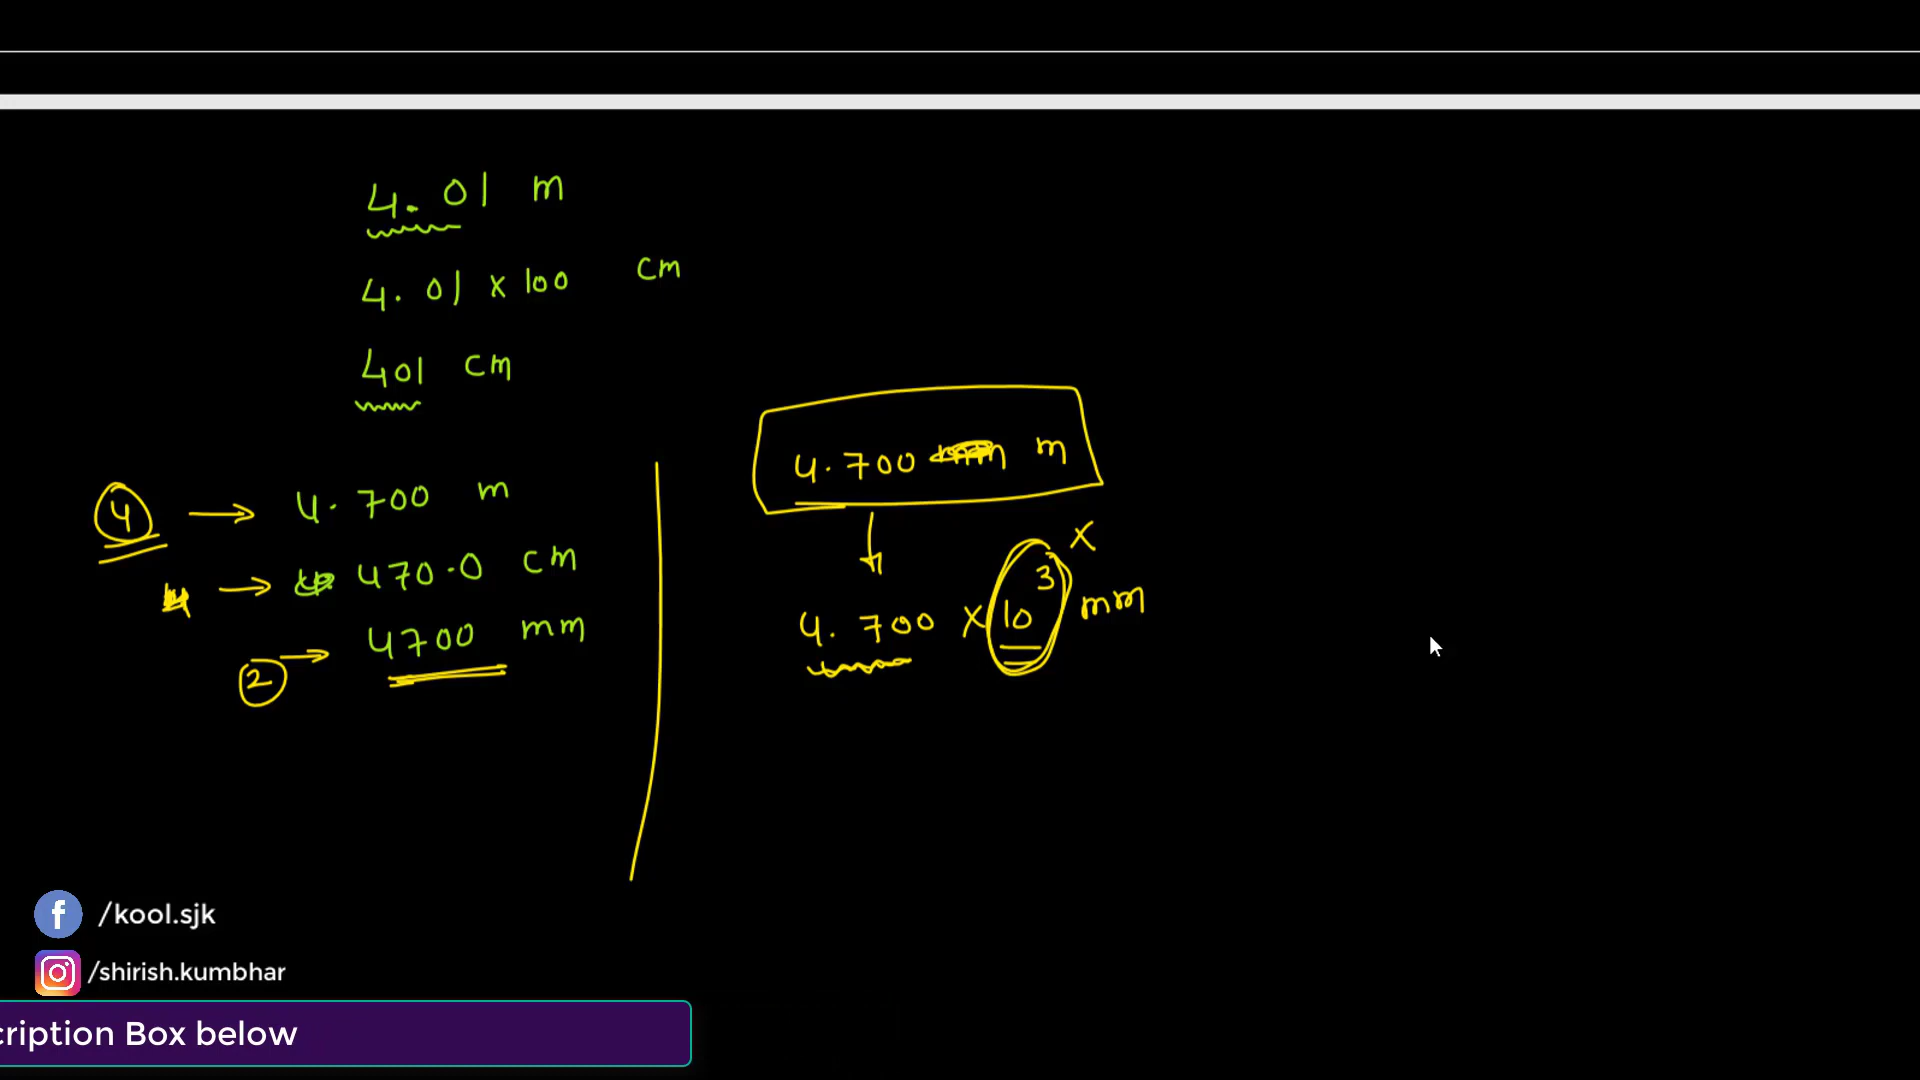 4.01 m
4.01 x 100 cm
401 cm
4 → 4.700 m
→ 470.0 cm
2 → 4700 mm
4.700 m
4.700 x 10³ mm
x
/kool.sjk
/shirish.kumbhar
cription Box below